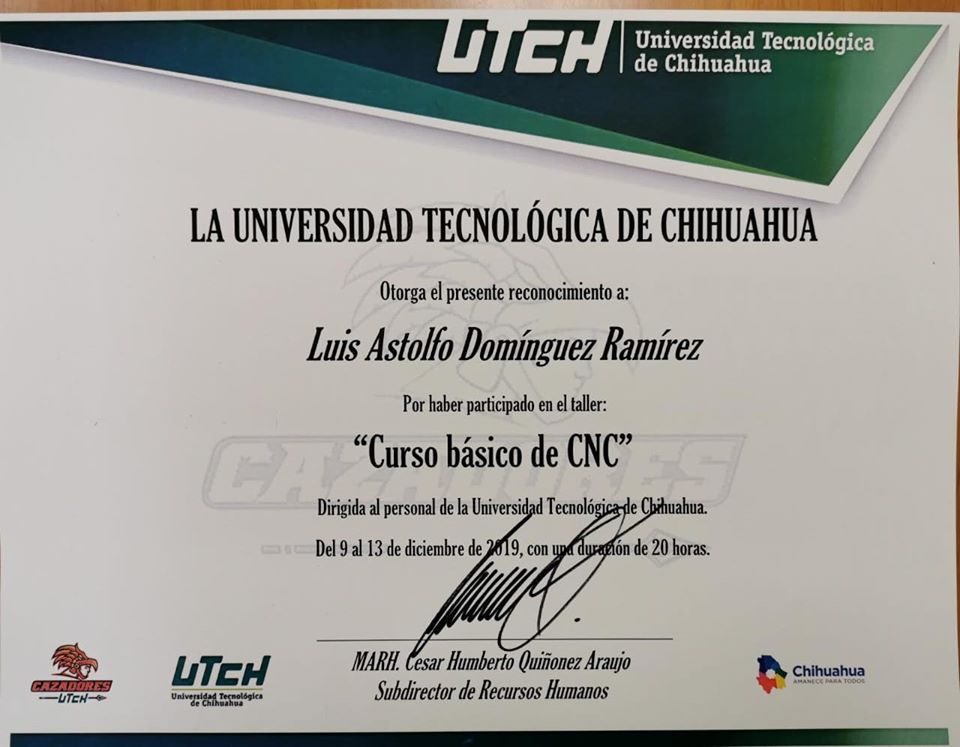 UTCH
Universidad Tecnológica
de Chihuahua
LA UNIVERSIDAD TECNOLÓGICA DE CHIHUAHUA
Otorga el presente reconocimiento a:
Luis Astolfo Domínguez Ramírez
Por haber participado en el taller:
“Curso básico de CNC”
CAZADORES
Dirigida al personal de la Universidad Tecnológica de Chihuahua.
Del 9 al 13 de diciembre de 2019, con una duración de 20 horas.
MARH. Cesar Humberto Quiñonez Araujo
Subdirector de Recursos Humanos
CAZADORES
UTCH
UTCH
Universidad Tecnológica
de Chihuahua
Chihuahua
AMANECE PARA TODOS